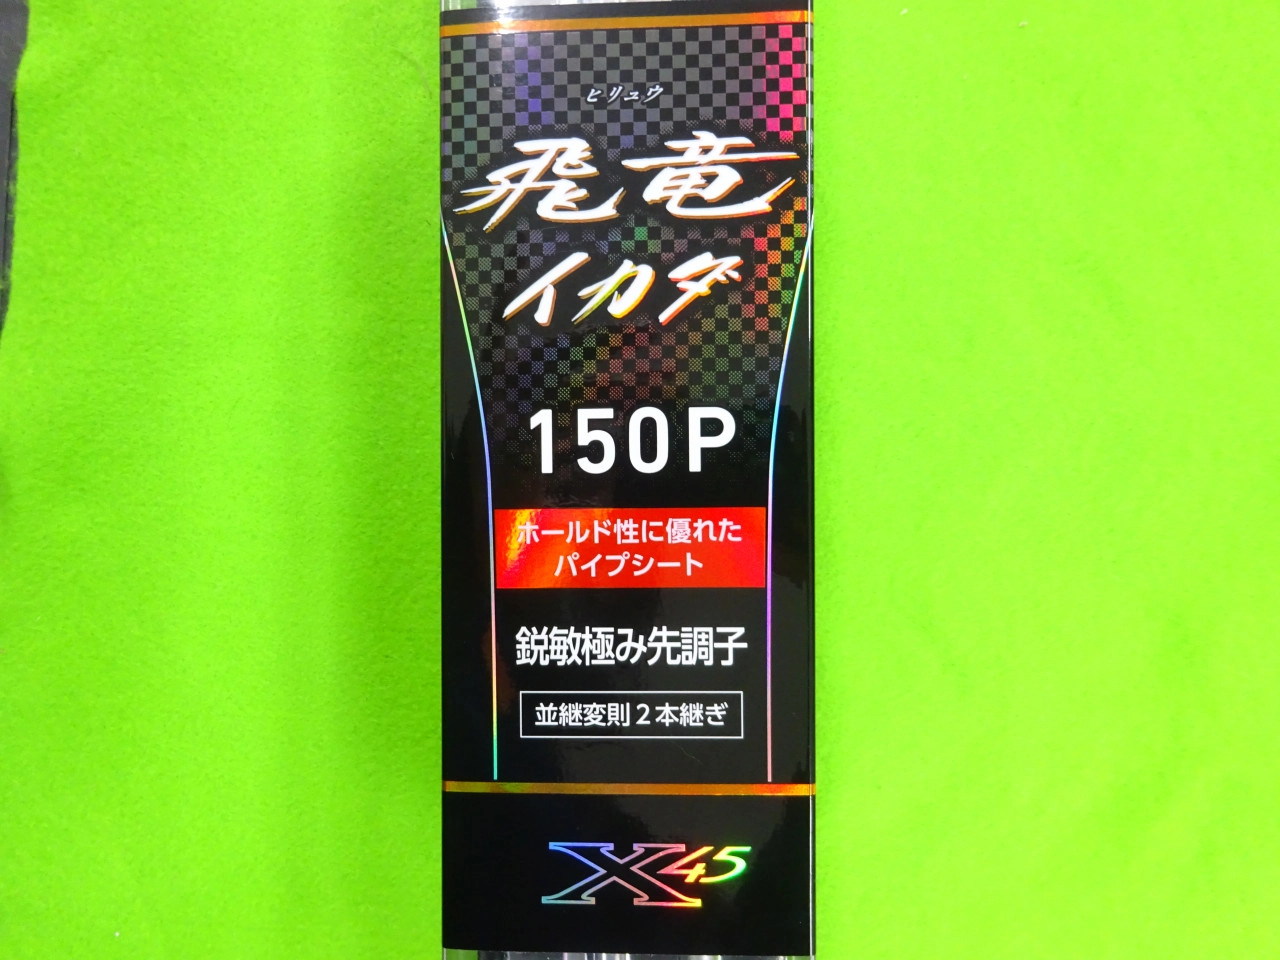 ヒリュウ
飛竜
イカダ
150P
ホールド性に優れた
パイプシート
鋭敏極み先調子
並継変則2本継ぎ
X45